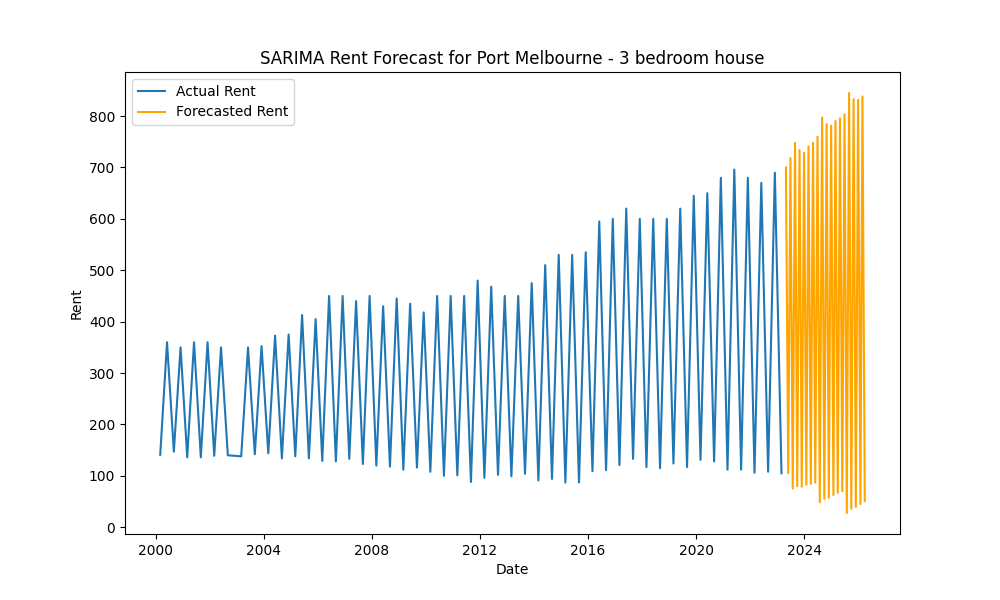 SARIMA Rent Forecast for Port Melbourne - 3 bedroom house
Actual Rent
Forecasted Rent
800
700
600
500
400
300
200
100
0
Rent
2000 2004 2008 2012 2016 2020 2024
Date